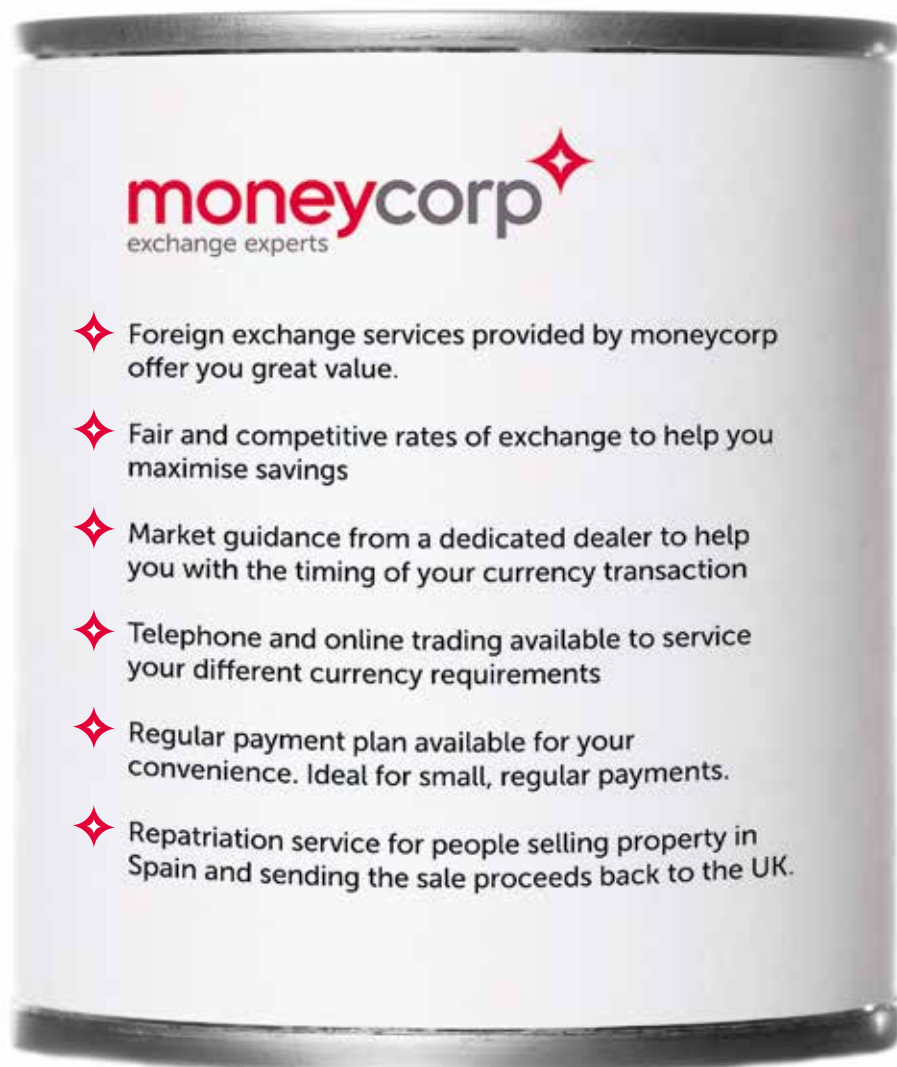 moneycorp
exchange experts
Foreign exchange services provided by moneycorp
offer you great value.
Fair and competitive rates of exchange to help you
maximise savings
Market guidance from a dedicated dealer to help
you with the timing of your currency transaction
Telephone and online trading available to service
your different currency requirements
Regular payment plan available for your
convenience. Ideal for small, regular payments.
Repatriation service for people selling property in
Spain and sending the sale proceeds back to the UK.